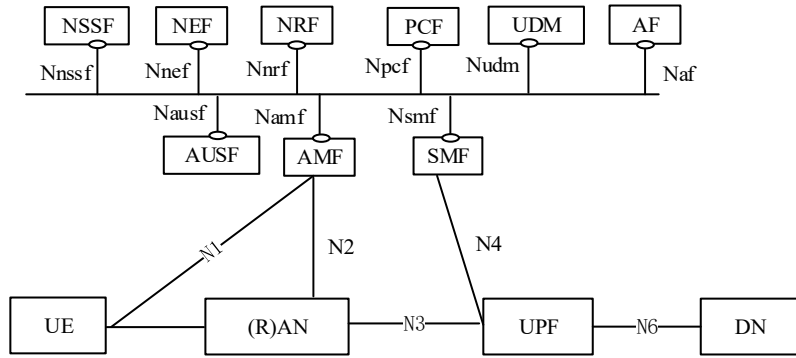 NSSF NEF NRF PCF UDM AF
Nnssf Nnef Nnrf Npcf Nudm Naf
Nausf Namf Nsmf
AUSF AMF SMF
N1 N2 N4
UE (R)AN N3 UPF N6 DN